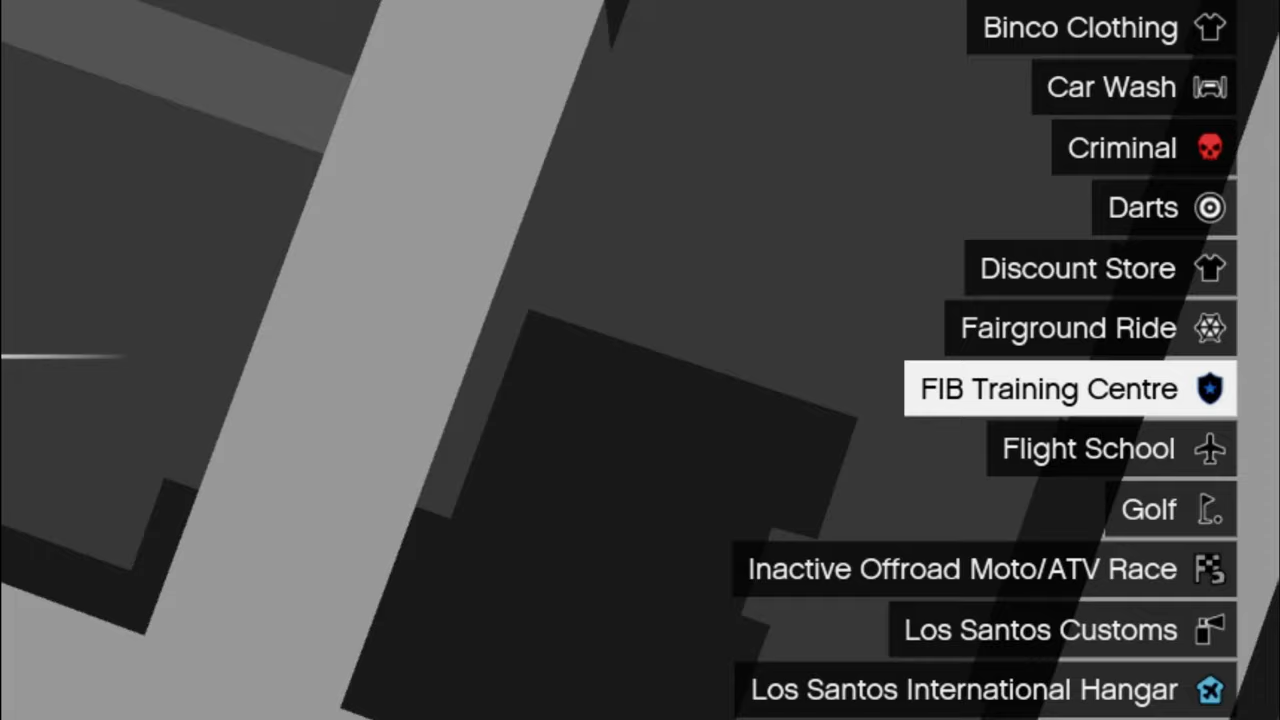 Binco Clothing
Car Wash
Criminal
Darts
Discount Store
Fairground Ride
FIB Training Centre
Flight School
Golf
Inactive Offroad Moto/ATV Race
Los Santos Customs
Los Santos International Hangar